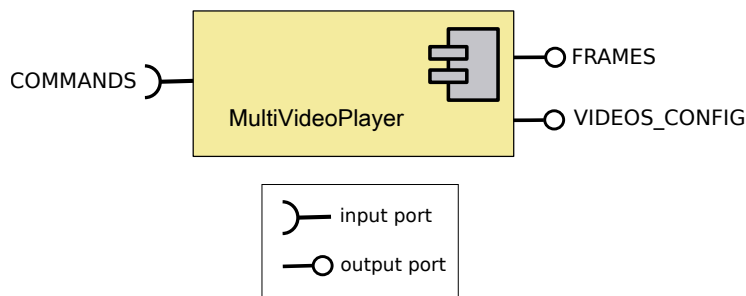 FRAMES
COMMANDS
MultiVideoPlayer
VIDEOS_CONFIG
input port
output port